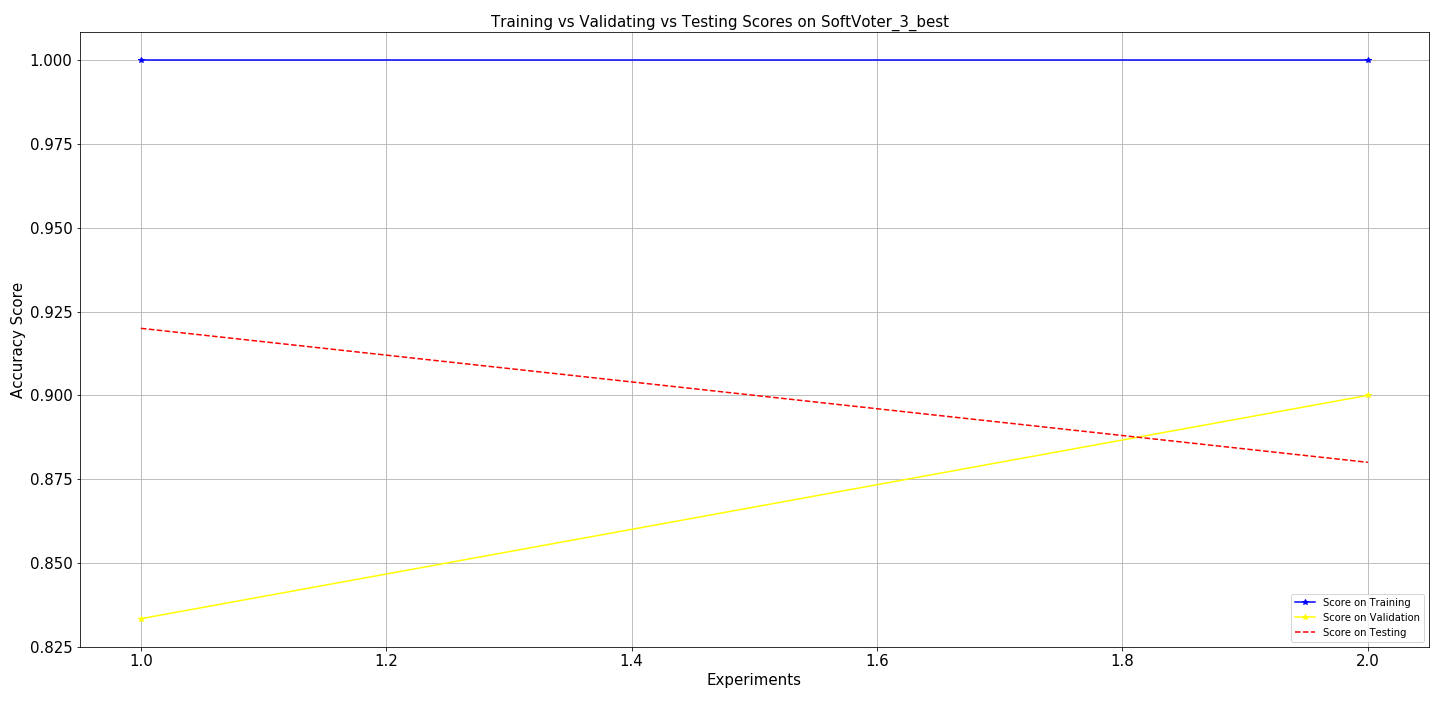 Training vs Validating vs Testing Scores on SoftVoter_3_best
Accuracy Score
1.000
0.975
0.950
0.925
0.900
0.875
0.850
0.825
1.0 1.2 1.4 1.6 1.8 2.0
Experiments
Score on Training
Score on Validation
Score on Testing